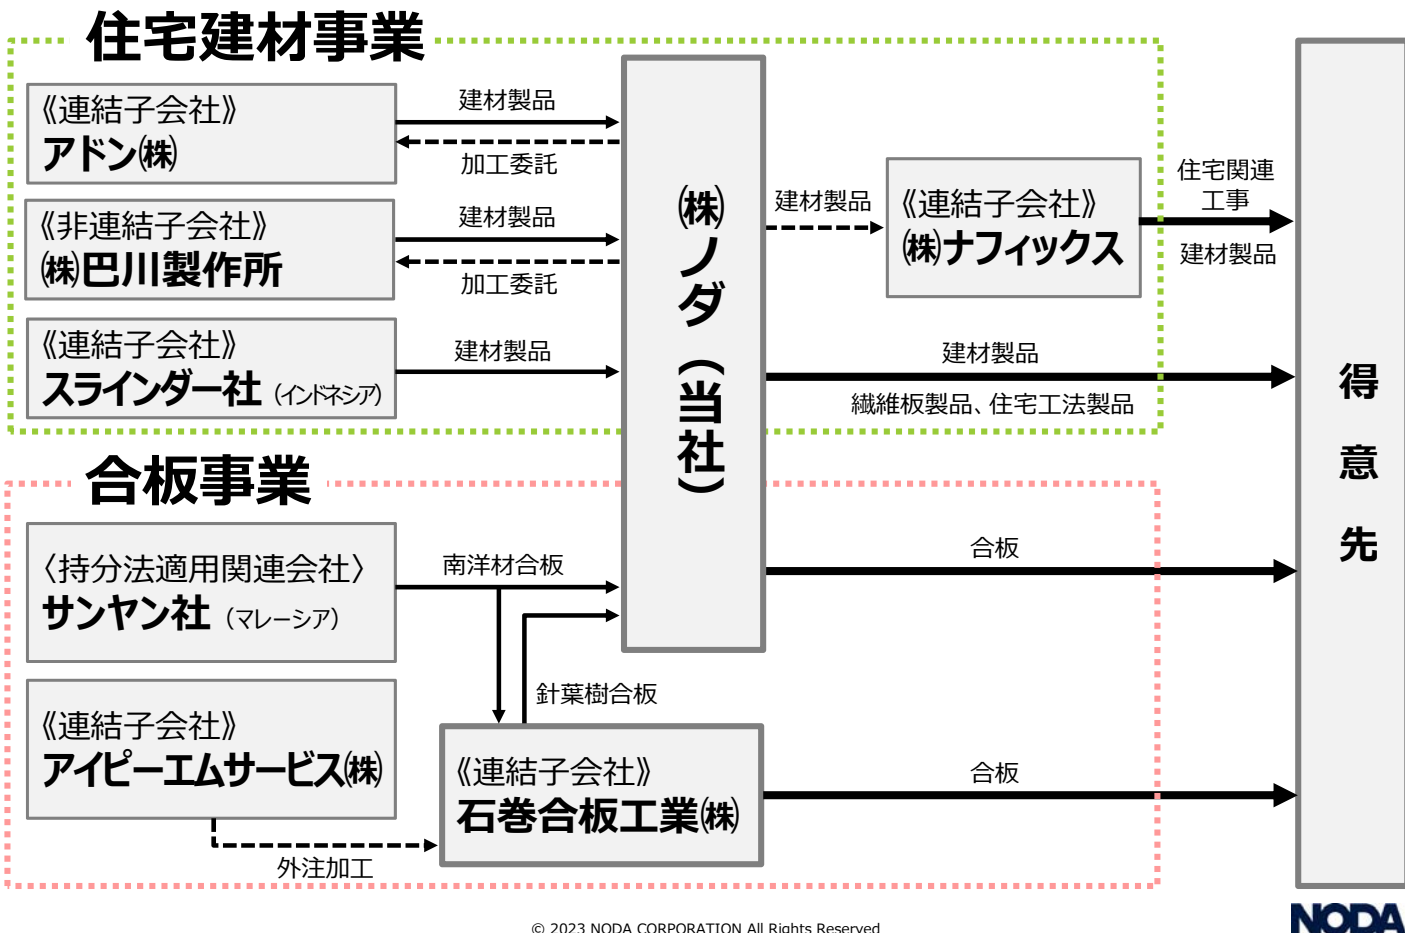 住宅建材事業
《連結子会社》
アドン㈱
建材製品
加工委託
《非連結子会社》
㈱巴川製作所
建材製品
加工委託
《連結子会社》
スラインダー社（インドネシア）
建材製品
㈱ノダ（当社）
建材製品
《連結子会社》
㈱ナフィックス
住宅関連
工事
建材製品
建材製品
繊維板製品、住宅工法製品
得意先
合板事業
〈持分法適用関連会社〉
サンヤン社（マレーシア）
南洋材合板
針葉樹合板
合板
《連結子会社》
アイピーエムサービス㈱
外注加工
《連結子会社》
石巻合板工業㈱
合板
© 2023 NODA CORPORATION All Rights Reserved
NODA